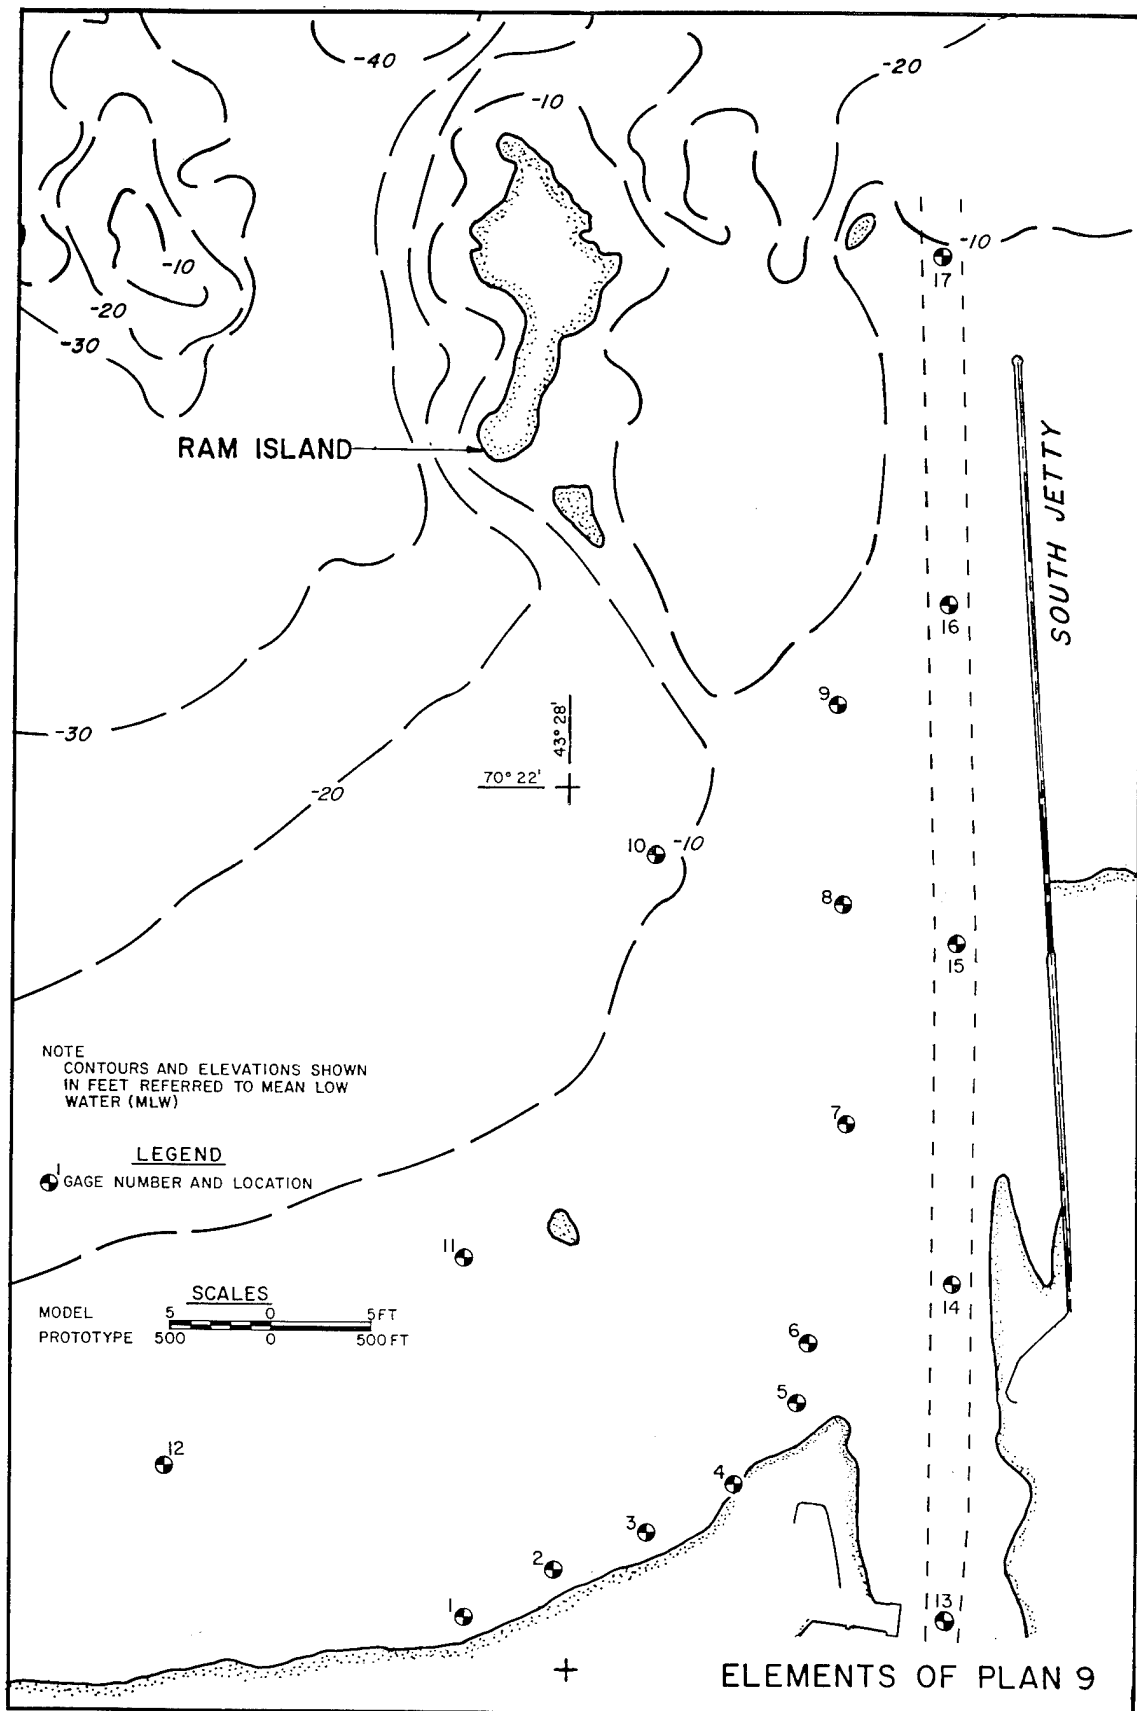 -40
-20
-10
-10
17
-10
-20
-30
RAM ISLAND
SOUTH JETTY
16
9
43° 28'
-30
70° 22'
-20
10
-10
8
15
NOTE
CONTOURS AND ELEVATIONS SHOWN
IN FEET REFERRED TO MEAN LOW
WATER (MLW)
7
LEGEND
1
GAGE NUMBER AND LOCATION
11
14
SCALES
MODEL 5 0 5 FT
PROTOTYPE 500 0 500 FT
6
5
12
4
3
2
1
13
ELEMENTS OF PLAN 9